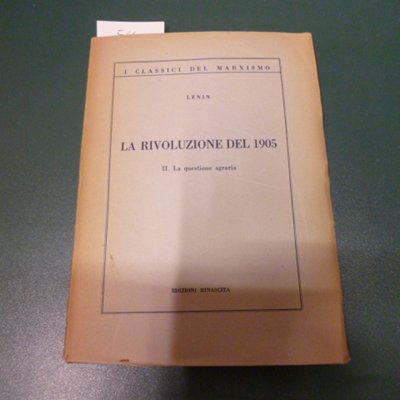 I CLASSICI DEL MARXISMO
LENIN
LA RIVOLUZIONE DEL 1905
II. La questione agraria
EDIZIONI RINASCITA